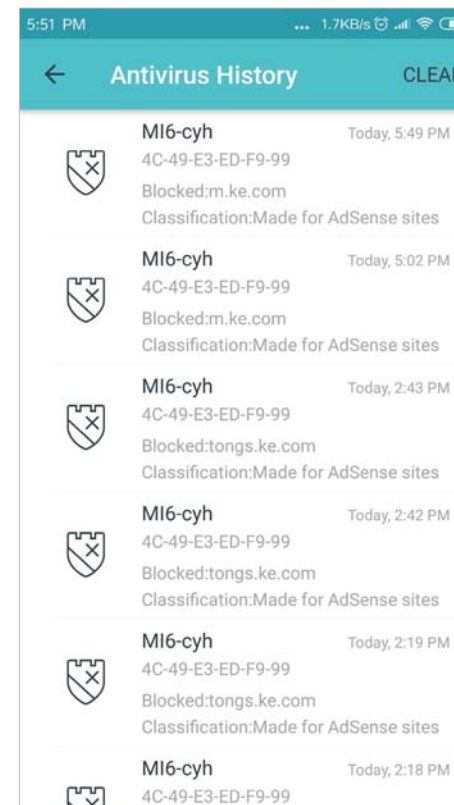 5:51 PM ... 1.7KB/s
Antivirus History
MI6-cyh Today, 5:49 PM
4C-49-E3-ED-F9-99
Blocked:m.ke.com
Classification:Made for AdSense sites
MI6-cyh Today, 5:02 PM
4C-49-E3-ED-F9-99
Blocked:m.ke.com
Classification:Made for AdSense sites
MI6-cyh Today, 2:43 PM
4C-49-E3-ED-F9-99
Blocked:tongs.ke.com
Classification:Made for AdSense sites
MI6-cyh Today, 2:42 PM
4C-49-E3-ED-F9-99
Blocked:tongs.ke.com
Classification:Made for AdSense sites
MI6-cyh Today, 2:19 PM
4C-49-E3-ED-F9-99
Blocked:tongs.ke.com
Classification:Made for AdSense sites
MI6-cyh Today, 2:18 PM
4C-49-E3-ED-F9-99